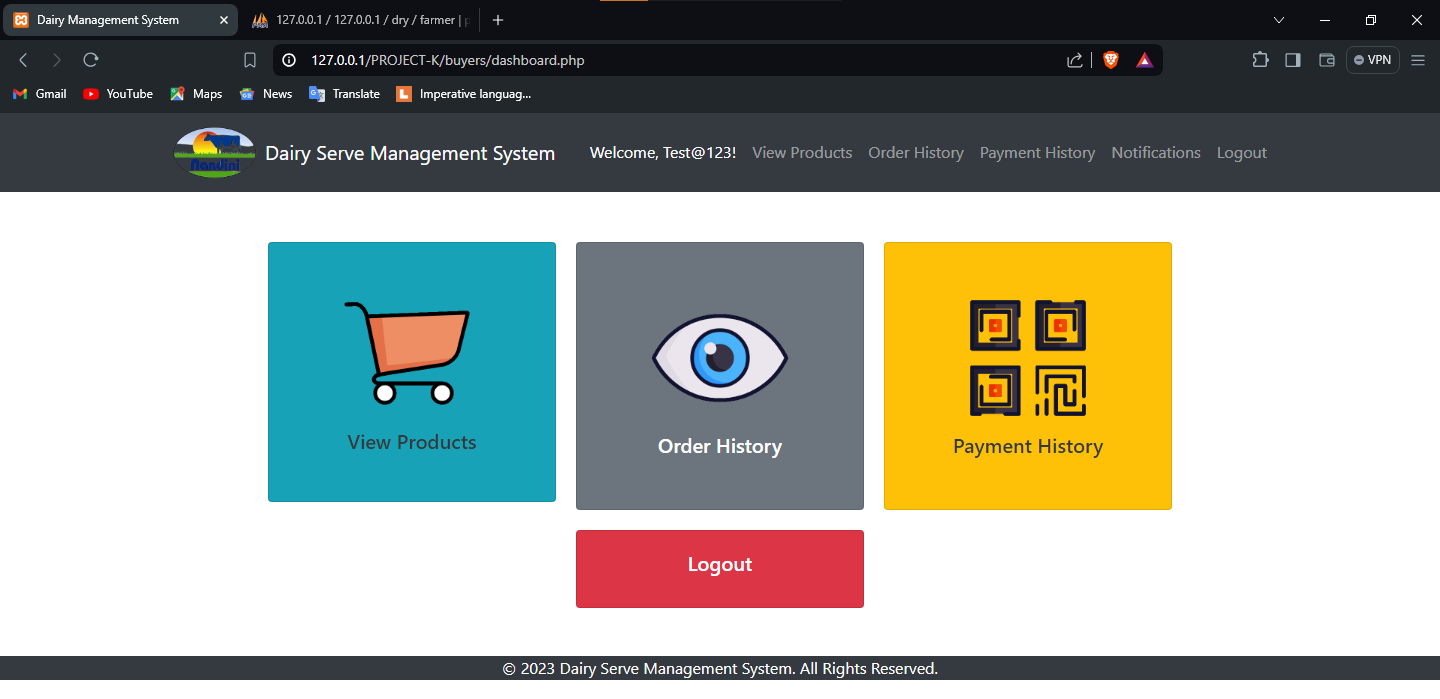 Dairy Management System
127.0.0.1 / 127.0.0.1 / dry / farmer |
127.0.0.1/PROJECT-K/buyers/dashboard.php
VPN
Gmail YouTube Maps News Translate Imperative languag...
Nandini
Dairy Serve Management System Welcome, Test@123! View Products Order History Payment History Notifications Logout
View Products
Order History
Payment History
Logout
© 2023 Dairy Serve Management System. All Rights Reserved.